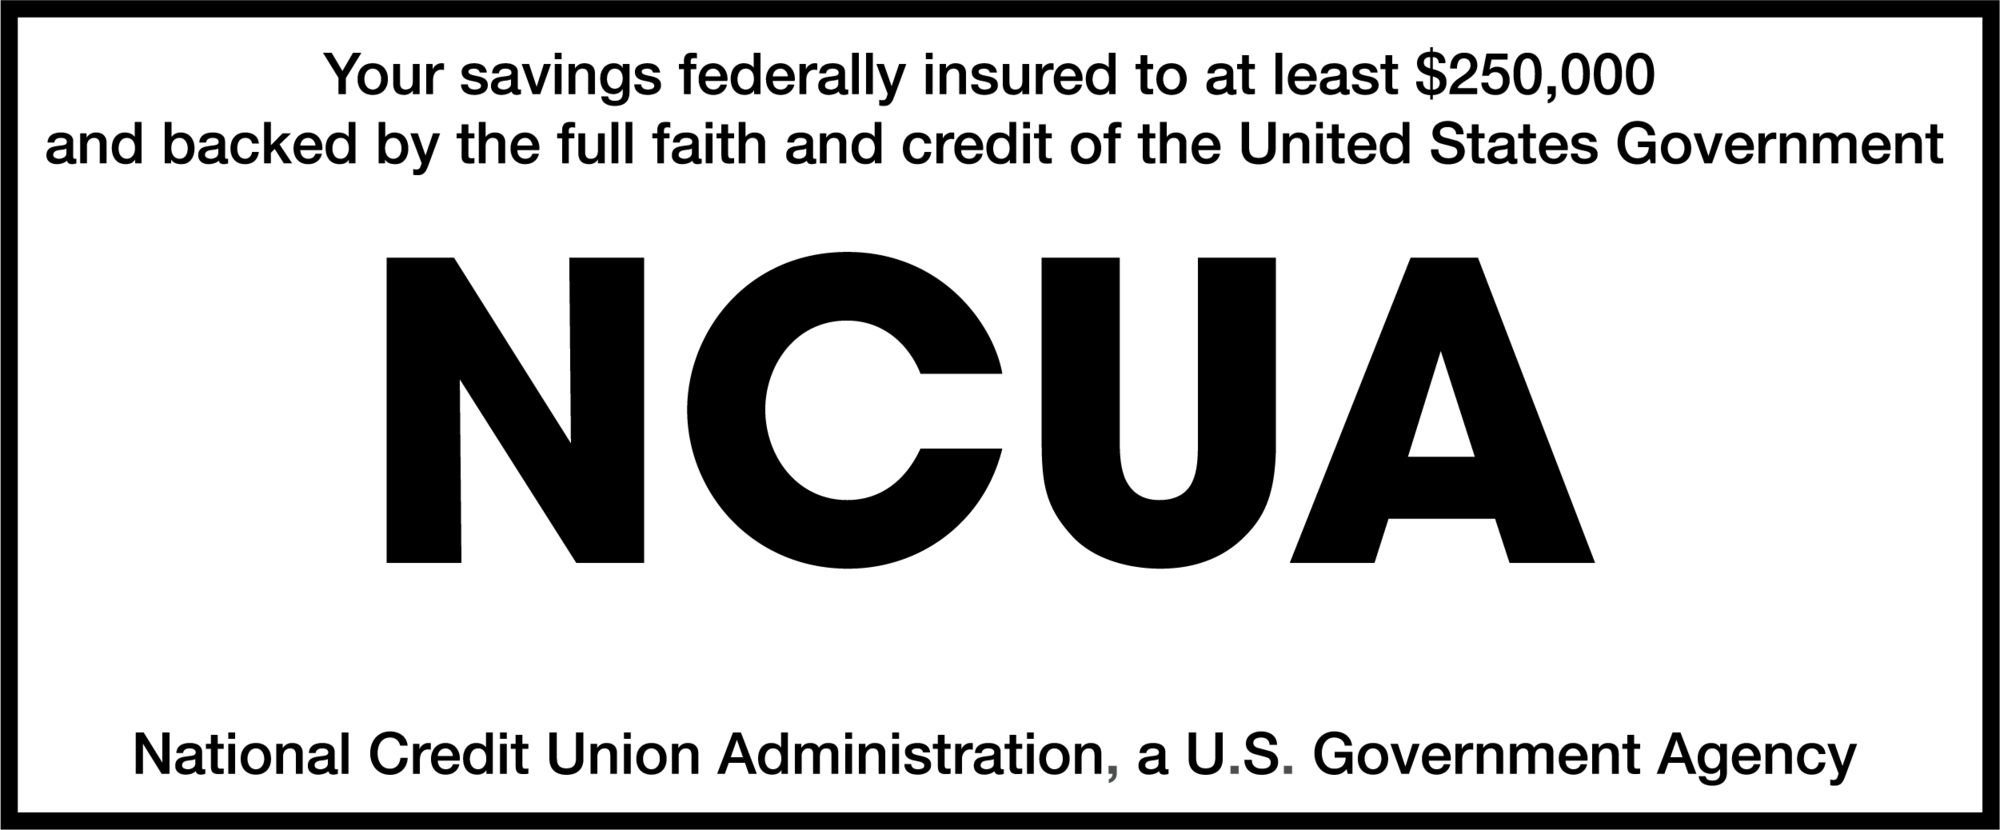 Your savings federally insured to at least $250,000
and backed by the full faith and credit of the United States Government
NCUA
National Credit Union Administration, a U.S. Government Agency